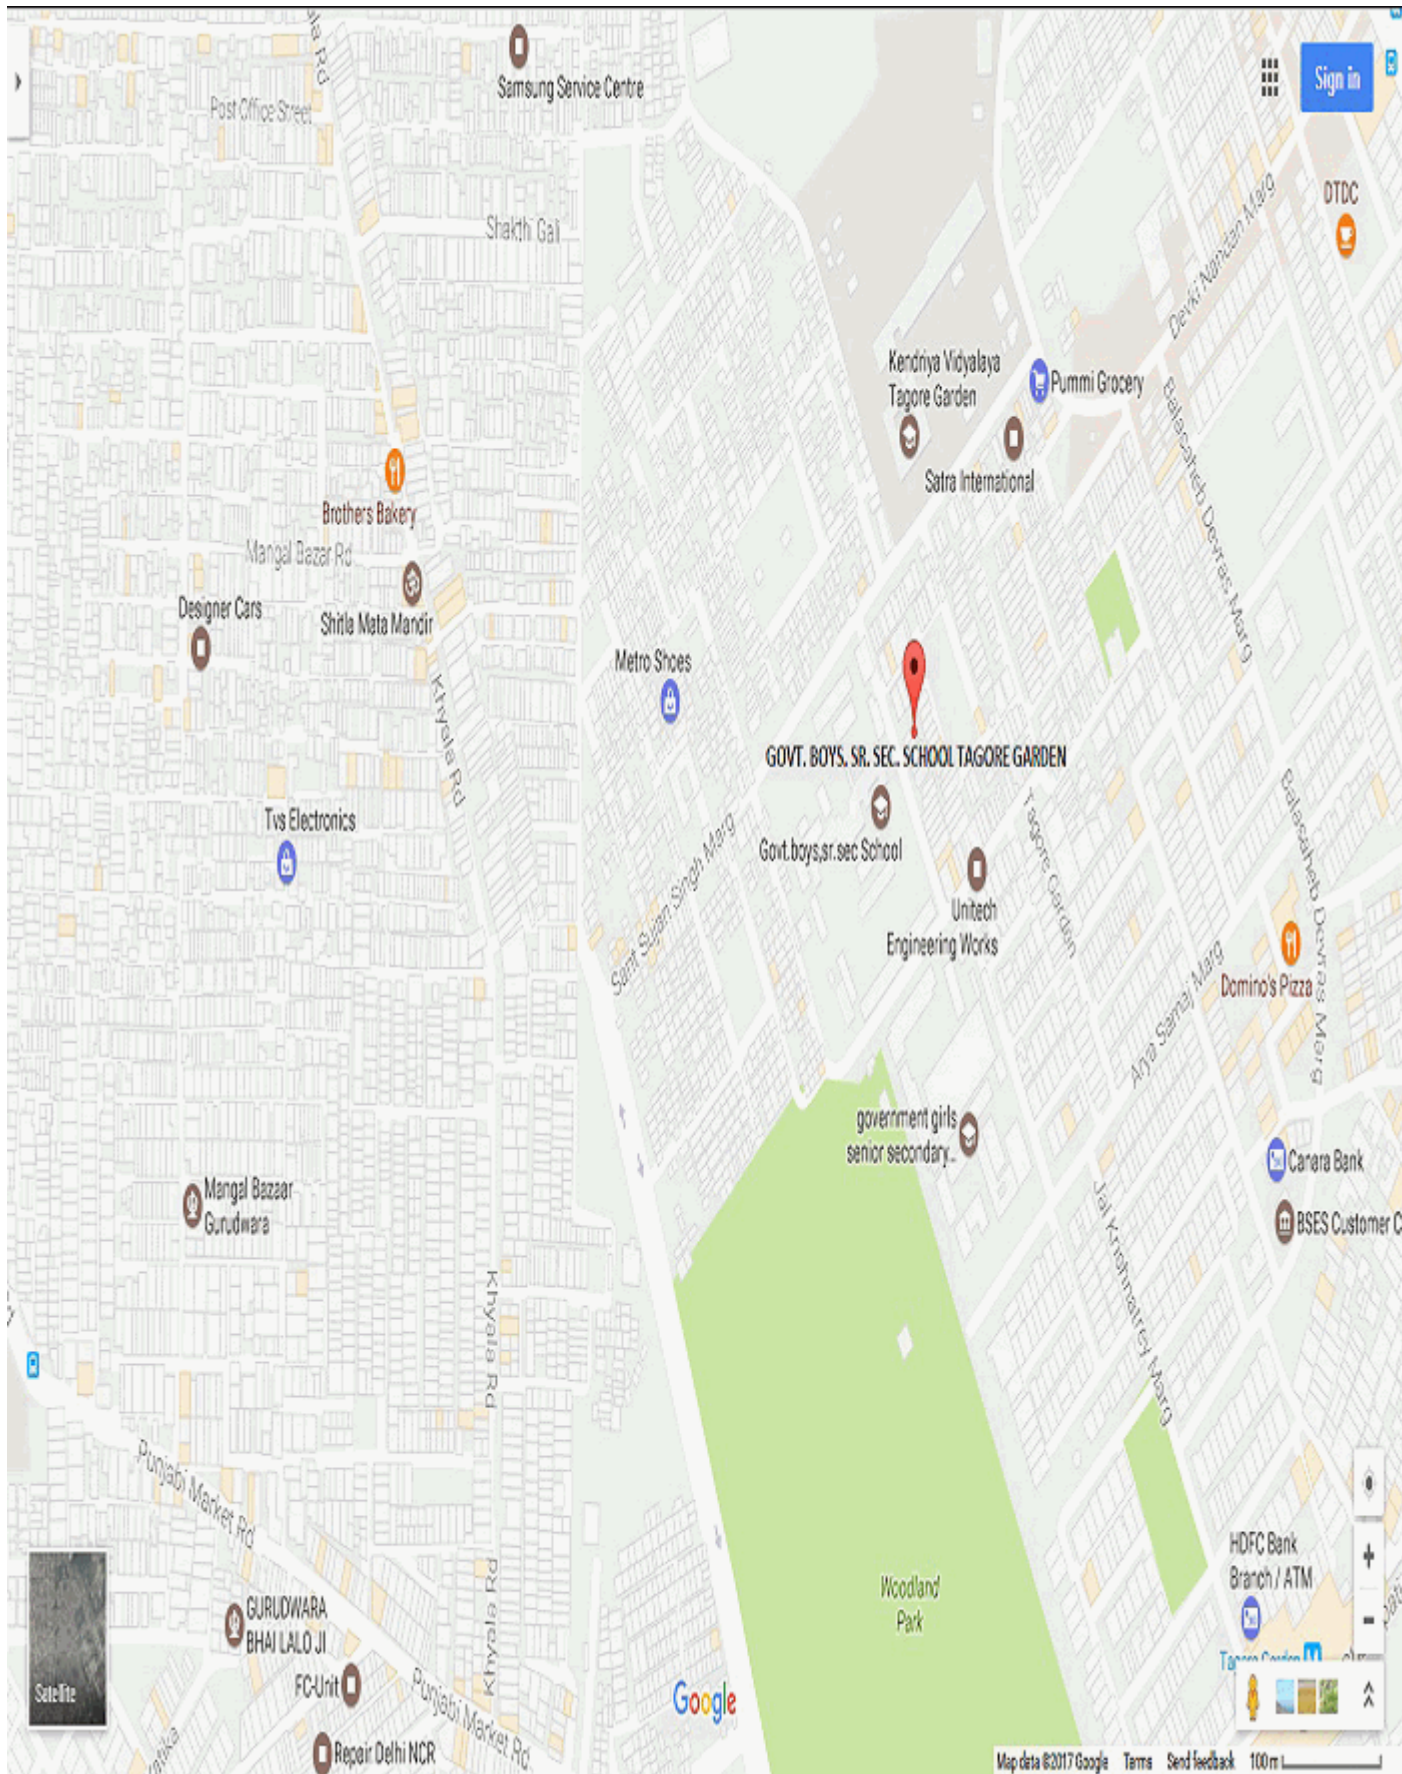 Samsung Service Centre
Sign in
Post Office Street
DTDC
Shakthi Gali
Devki Nandan Marg
Kendriya Vidyalaya
Tagore Garden
Pummi Grocery
Satra International
Balasaheb Devras Marg
Brothers Bakery
Mangal Bazar Rd
Designer Cars
Shitla Mata Mandir
Metro Shoes
Khyala Rd
GOVT. BOYS. SR. SEC. SCHOOL TAGORE GARDEN
Tvs Electronics
Govt.boys,sr.sec School
Sant Sujan Singh Marg
Tagore Garden
Balasaheb Devras Marg
Unitech
Engineering Works
Domino's Pizza
Arya Samaj Marg
government girls
senior secondary...
Canara Bank
Mangal Bazaar
Gurudwara
BSES Customer C
Jai Krishnatrey Marg
Khyala Rd
Punjabi Market Rd
HDFC Bank
Branch / ATM
Woodland
Park
Khyala Rd
GURUDWARA
BHAI LALO JI
Tagore Garden
FC-Unit
Punjabi Market Rd
Satellite
Google
Repair Delhi NCR
Map data ©2017 Google Terms Send feedback 100 m